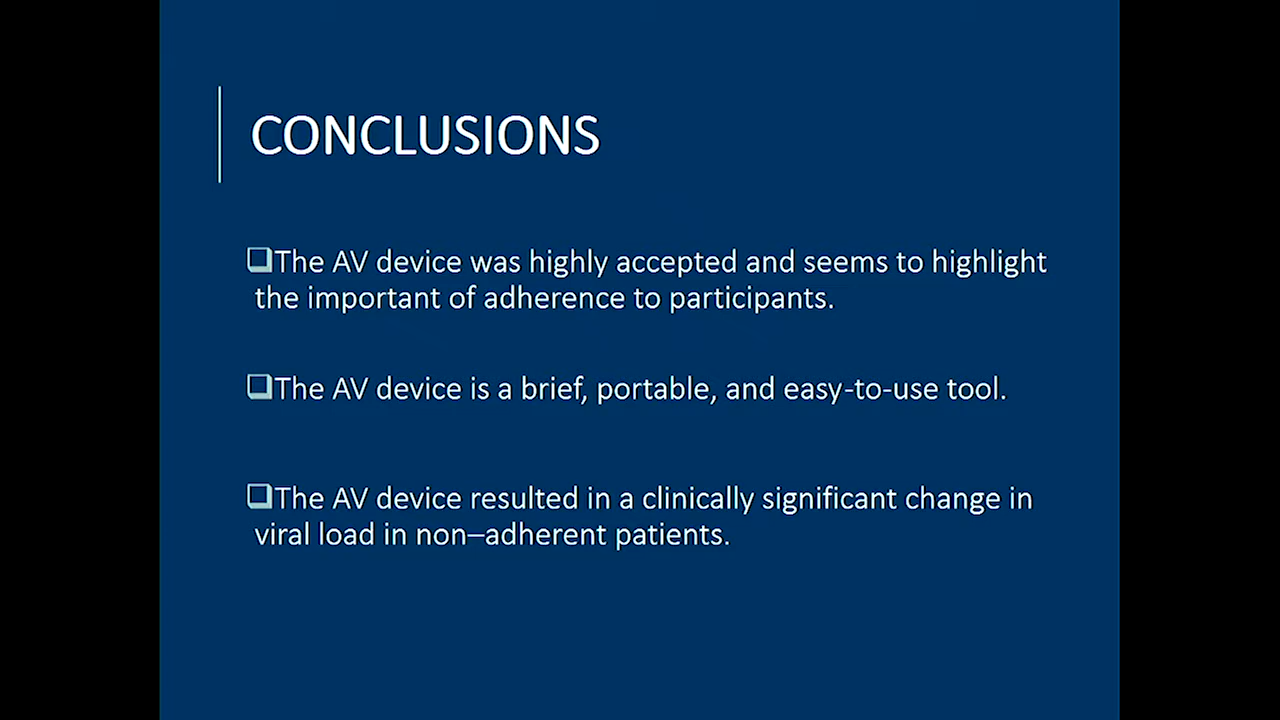 CONCLUSIONS
❑The AV device was highly accepted and seems to highlight
the important of adherence to participants.
❑The AV device is a brief, portable, and easy-to-use tool.
❑The AV device resulted in a clinically significant change in
viral load in non–adherent patients.